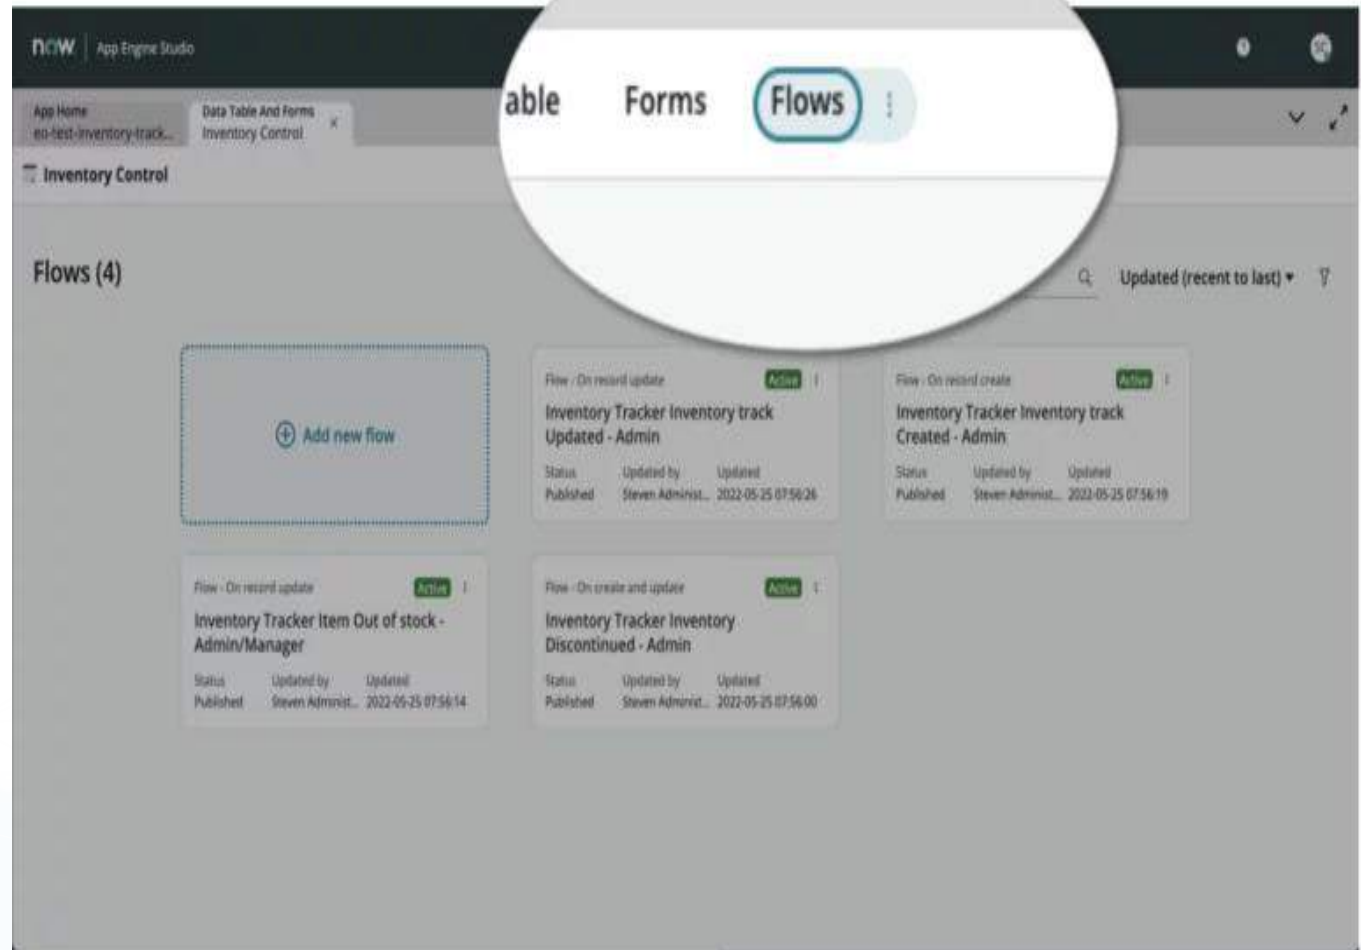 now App Engine Studio
App Home
eo-test-inventory-track...
Data Table And Forms
Inventory Control
able Forms Flows
Inventory Control
Flows (4)
Updated (recent to last)
Add new flow
Flow - On record update Active
Inventory Tracker Inventory track
Updated - Admin
Status Updated by Updated
Published Steven Administ... 2022-05-25 07:56:26
Flow - On record create Active
Inventory Tracker Inventory track
Created - Admin
Status Updated by Updated
Published Steven Administ... 2022-05-25 07:56:19
Flow - On record update Active
Inventory Tracker Item Out of stock -
Admin/Manager
Status Updated by Updated
Published Steven Administ... 2022-05-25 07:56:14
Flow - On create and update Active
Inventory Tracker Inventory
Discontinued - Admin
Status Updated by Updated
Published Steven Administ... 2022-05-25 07:56:00